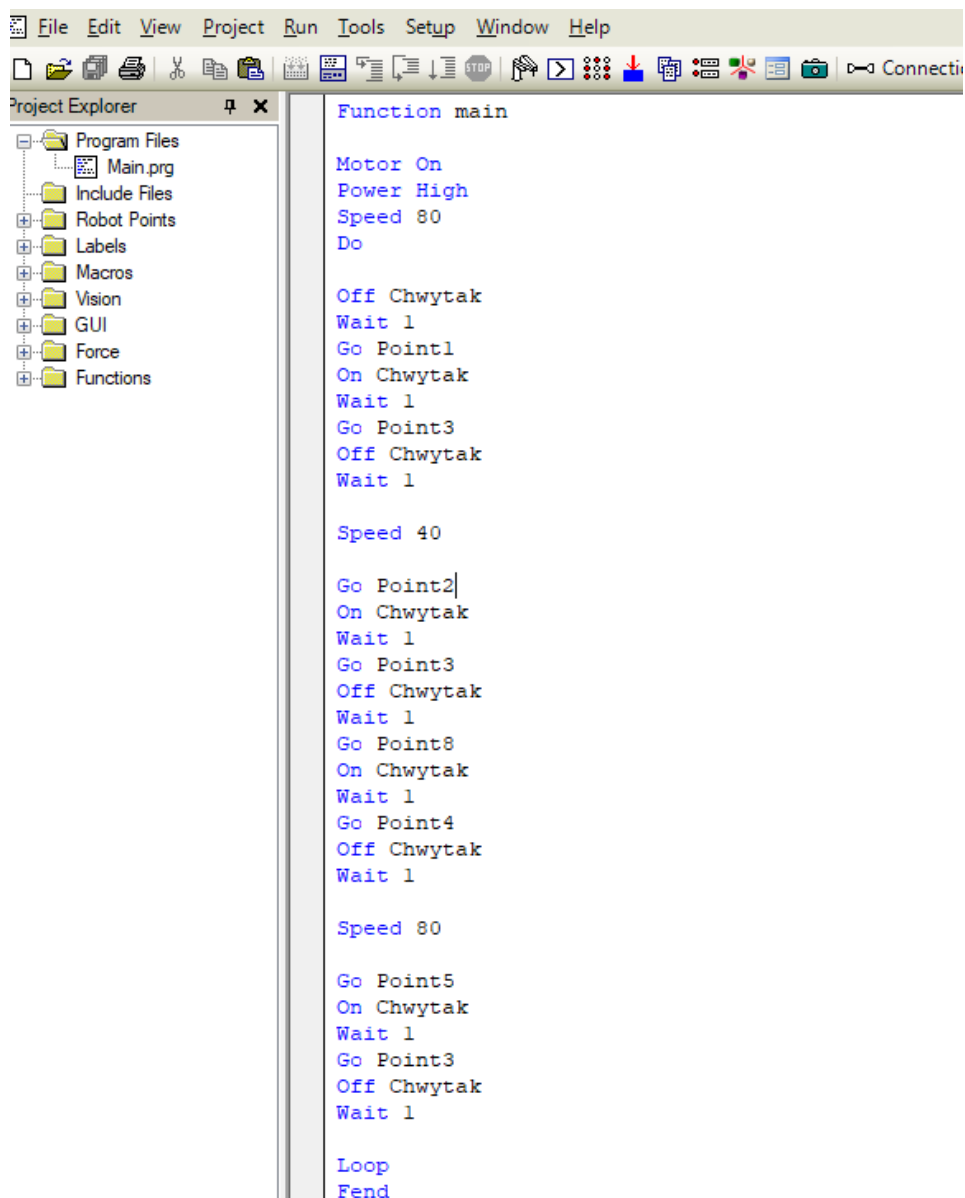 File Edit View Project Run Tools Setup Window Help
STOP Connecti
Project Explorer
Program Files
Main.prg
Include Files
Robot Points
Labels
Macros
Vision
GUI
Force
Functions
Function main
Motor On
Power High
Speed 80
Do
Off Chwytak
Wait 1
Go Point1
On Chwytak
Wait 1
Go Point3
Off Chwytak
Wait 1
Speed 40
Go Point2
On Chwytak
Wait 1
Go Point3
Off Chwytak
Wait 1
Go Point8
On Chwytak
Wait 1
Go Point4
Off Chwytak
Wait 1
Speed 80
Go Point5
On Chwytak
Wait 1
Go Point3
Off Chwytak
Wait 1
Loop
Fend